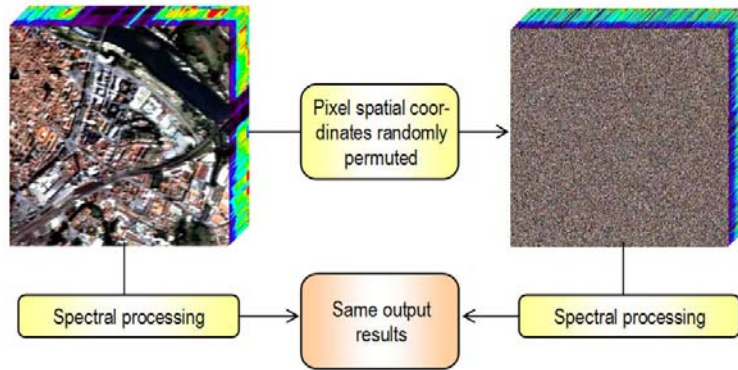 Pixel spatial coor-
dinates randomly
permuted
Spectral processing
Same output
results
Spectral processing